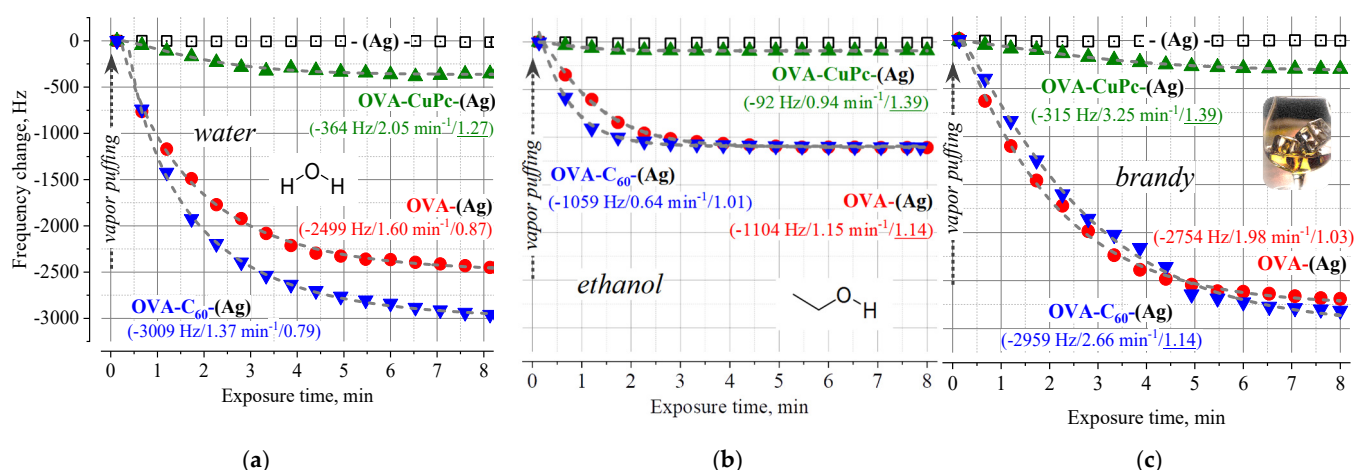 Frequency change, Hz
0
-500
-1000
-1500
-2000
-2500
-3000
vapor puffing
- (Ag) -
OVA-CuPc-(Ag)
(-364 Hz/2.05 min⁻¹/1.27)
water
H O H
OVA-(Ag)
(-2499 Hz/1.60 min⁻¹/0.87)
OVA-C₆₀-(Ag)
(-3009 Hz/1.37 min⁻¹/0.79)
0 1 2 3 4 5 6 7 8
Exposure time, min
(a)
vapor puffing
OVA-CuPc-(Ag)
(-92 Hz/0.94 min⁻¹/1.39)
OVA-C₆₀-(Ag)
(-1059 Hz/0.64 min⁻¹/1.01)
OVA-(Ag)
(-1104 Hz/1.15 min⁻¹/1.14)
ethanol
O H
0 1 2 3 4 5 6 7 8
Exposure time, min
(b)
vapor puffing
- (Ag) -
OVA-CuPc-(Ag)
(-315 Hz/3.25 min⁻¹/1.39)
brandy
(-2754 Hz/1.98 min⁻¹/1.03)
OVA-(Ag)
OVA-C₆₀-(Ag)
(-2959 Hz/2.66 min⁻¹/1.14)
0 1 2 3 4 5 6 7 8
Exposure time, min
(c)